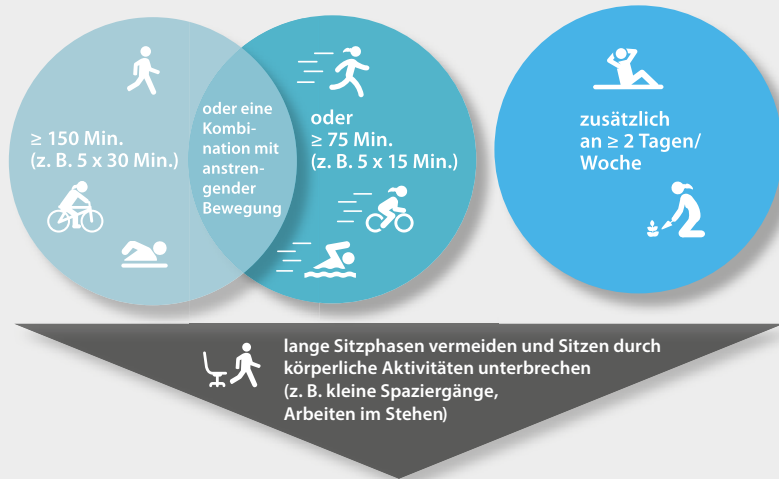 ≥ 150 Min.
(z. B. 5 x 30 Min.)
oder eine
Kombi-
nation mit
anstren-
gender
Bewegung
oder
≥ 75 Min.
(z. B. 5 x 15 Min.)
zusätzlich
an ≥ 2 Tagen/
Woche
lange Sitzphasen vermeiden und Sitzen durch
körperliche Aktivitäten unterbrechen
(z. B. kleine Spaziergänge,
Arbeiten im Stehen)